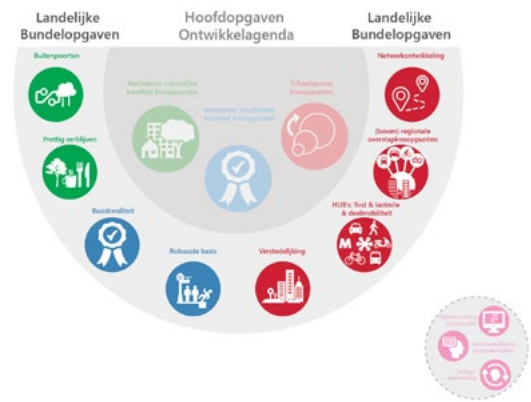 Landelijke
Bundelopgaven
Hoofdopgaven
Ontwikkelagenda
Landelijke
Bundelopgaven
Buitenpoorten
Prettig verblijven
Basiskwaliteit
Robuuste basis
Verstedelijking
Netwerkontwikkeling
(boven) regionale
overstapknooppunten
HUB's: first & lastmile
& deelmobiliteit
M
Verbeteren ruimtelijke
kwaliteit knooppunten
Verbeteren functionele
kwaliteit knooppunten
Schaalsprong
knooppunten